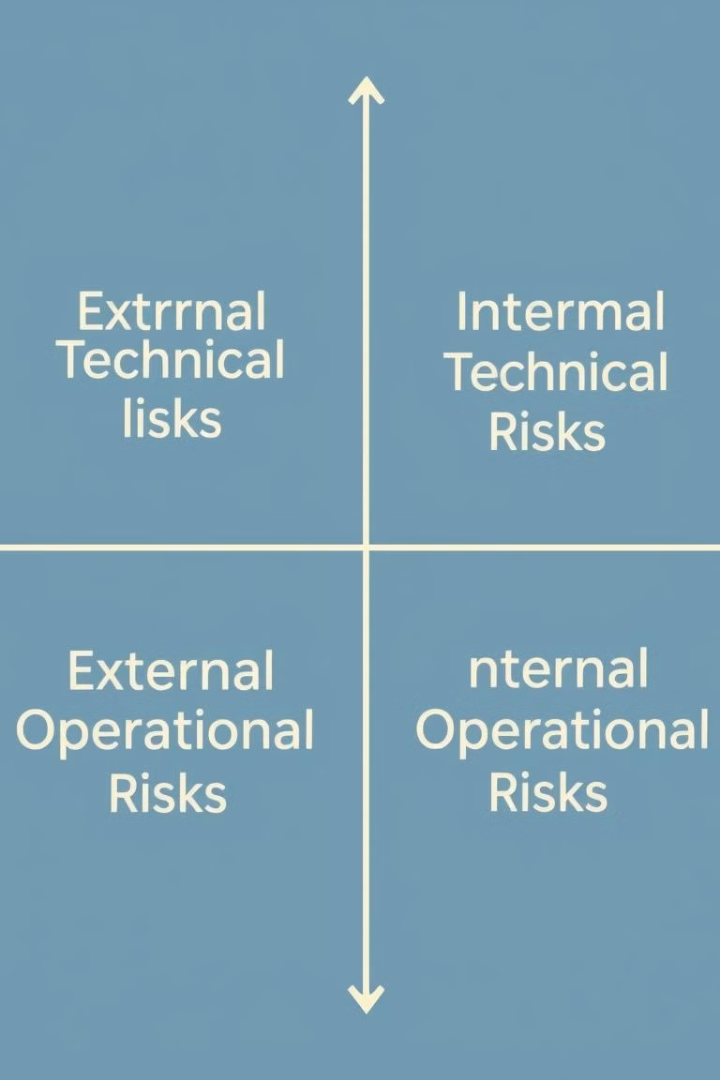 Extrrnal
Technical
lisks
Intermal
Technical
Risks
External
Operational
Risks
nternal
Operational
Risks